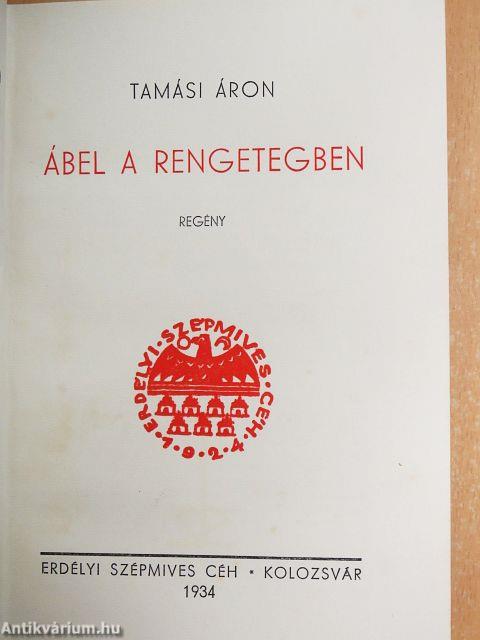 TAMÁSI ÁRON
ÁBEL A RENGETEGBEN
REGÉNY
ERDÉLYI·SZÉPMIVES·CÉH·
1924
ERDÉLYI SZÉPMIVES CÉH * KOLOZSVÁR
1934
Antikvárium.hu